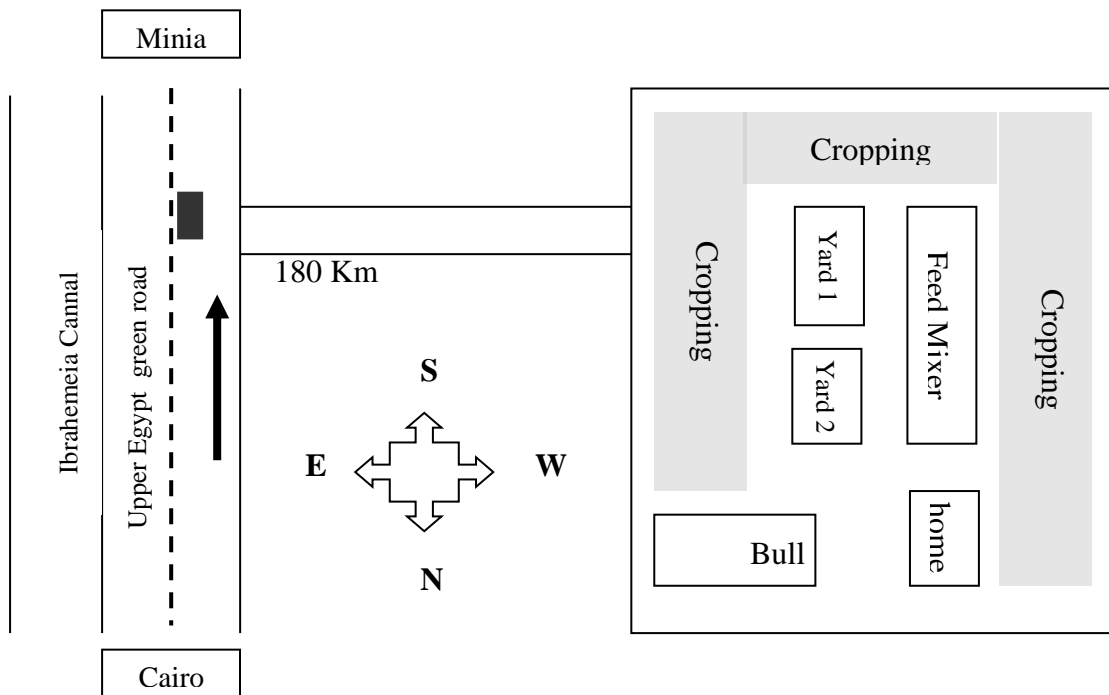 Minia
Ibrahemeia Cannal
Upper Egypt green road
180 Km
S
E
W
N
Cropping
Cropping
Yard 1
Feed Mixer
Cropping
Yard 2
Bull
home
Cairo